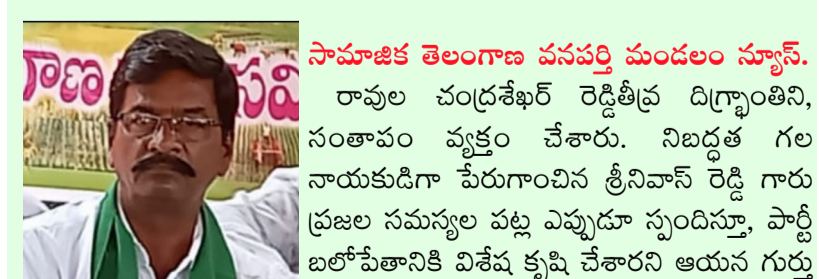 సామాజిక తెలంగాణ వనపర్తి మండలం న్యూస్.
రావుల చంద్రశేఖర్ రెడ్డితీవ్ర దిగ్భ్రాంతిని,
సంతాపం వ్యక్తం చేశారు. నిబద్ధత గల
నాయకుడిగా పేరుగాంచిన శ్రీనివాస్ రెడ్డి గారు
ప్రజల సమస్యల పట్ల ఎప్పుడూ స్పందిస్తూ, పార్టీ
బలోపేతానికి విశేష కృషి చేశారని ఆయన గుర్తు